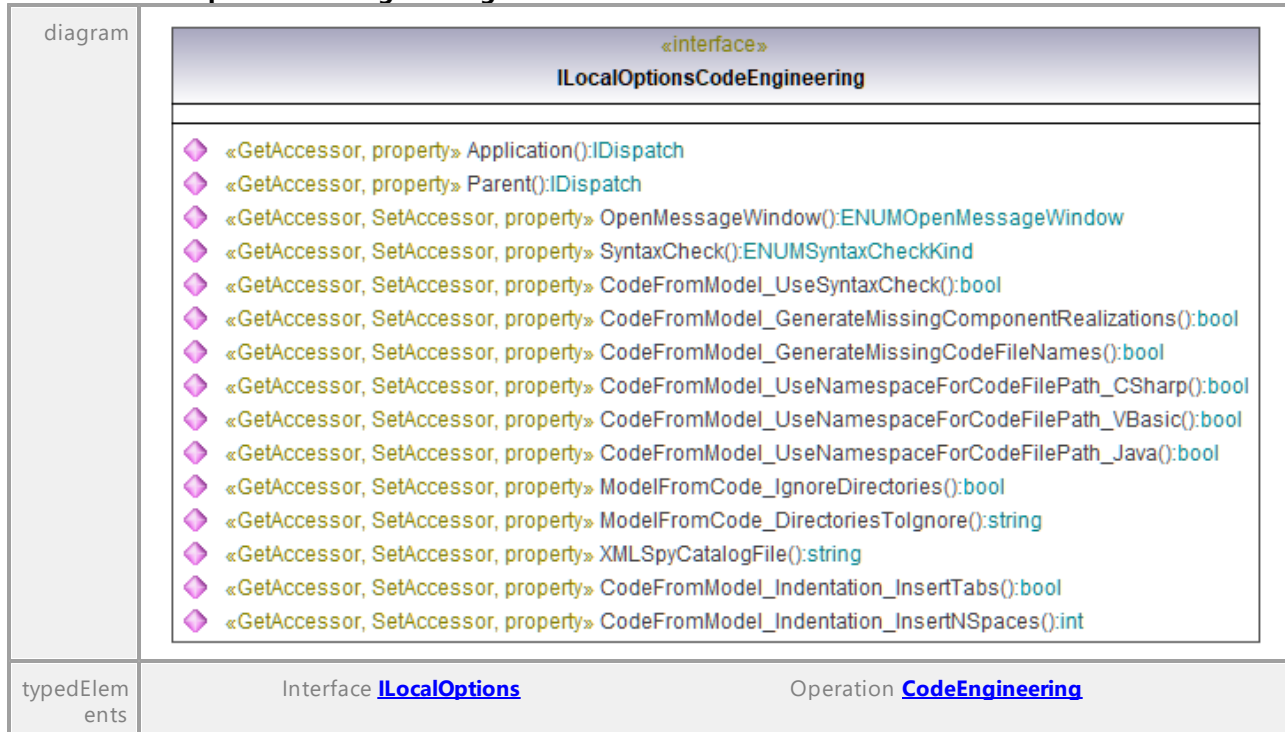 diagram
«interface»
ILocalOptionsCodeEngineering
«GetAccessor, property» Application():IDispatch
«GetAccessor, property» Parent():IDispatch
«GetAccessor, SetAccessor, property» OpenMessageWindow():ENUMOpenMessageWindow
«GetAccessor, SetAccessor, property» SyntaxCheck():ENUMSyntaxCheckKind
«GetAccessor, SetAccessor, property» CodeFromModel_UseSyntaxCheck():bool
«GetAccessor, SetAccessor, property» CodeFromModel_GenerateMissingComponentRealizations():bool
«GetAccessor, SetAccessor, property» CodeFromModel_GenerateMissingCodeFileNames():bool
«GetAccessor, SetAccessor, property» CodeFromModel_UseNamespaceForCodeFilePath_CSharp():bool
«GetAccessor, SetAccessor, property» CodeFromModel_UseNamespaceForCodeFilePath_VBasic():bool
«GetAccessor, SetAccessor, property» CodeFromModel_UseNamespaceForCodeFilePath_Java():bool
«GetAccessor, SetAccessor, property» ModelFromCode_IgnoreDirectories():bool
«GetAccessor, SetAccessor, property» ModelFromCode_DirectoriesToIgnore():string
«GetAccessor, SetAccessor, property» XMLSpyCatalogFile():string
«GetAccessor, SetAccessor, property» CodeFromModel_Indentation_InsertTabs():bool
«GetAccessor, SetAccessor, property» CodeFromModel_Indentation_InsertNSpaces():int
typedElem
ents
Interface ILocalOptions Operation CodeEngineering